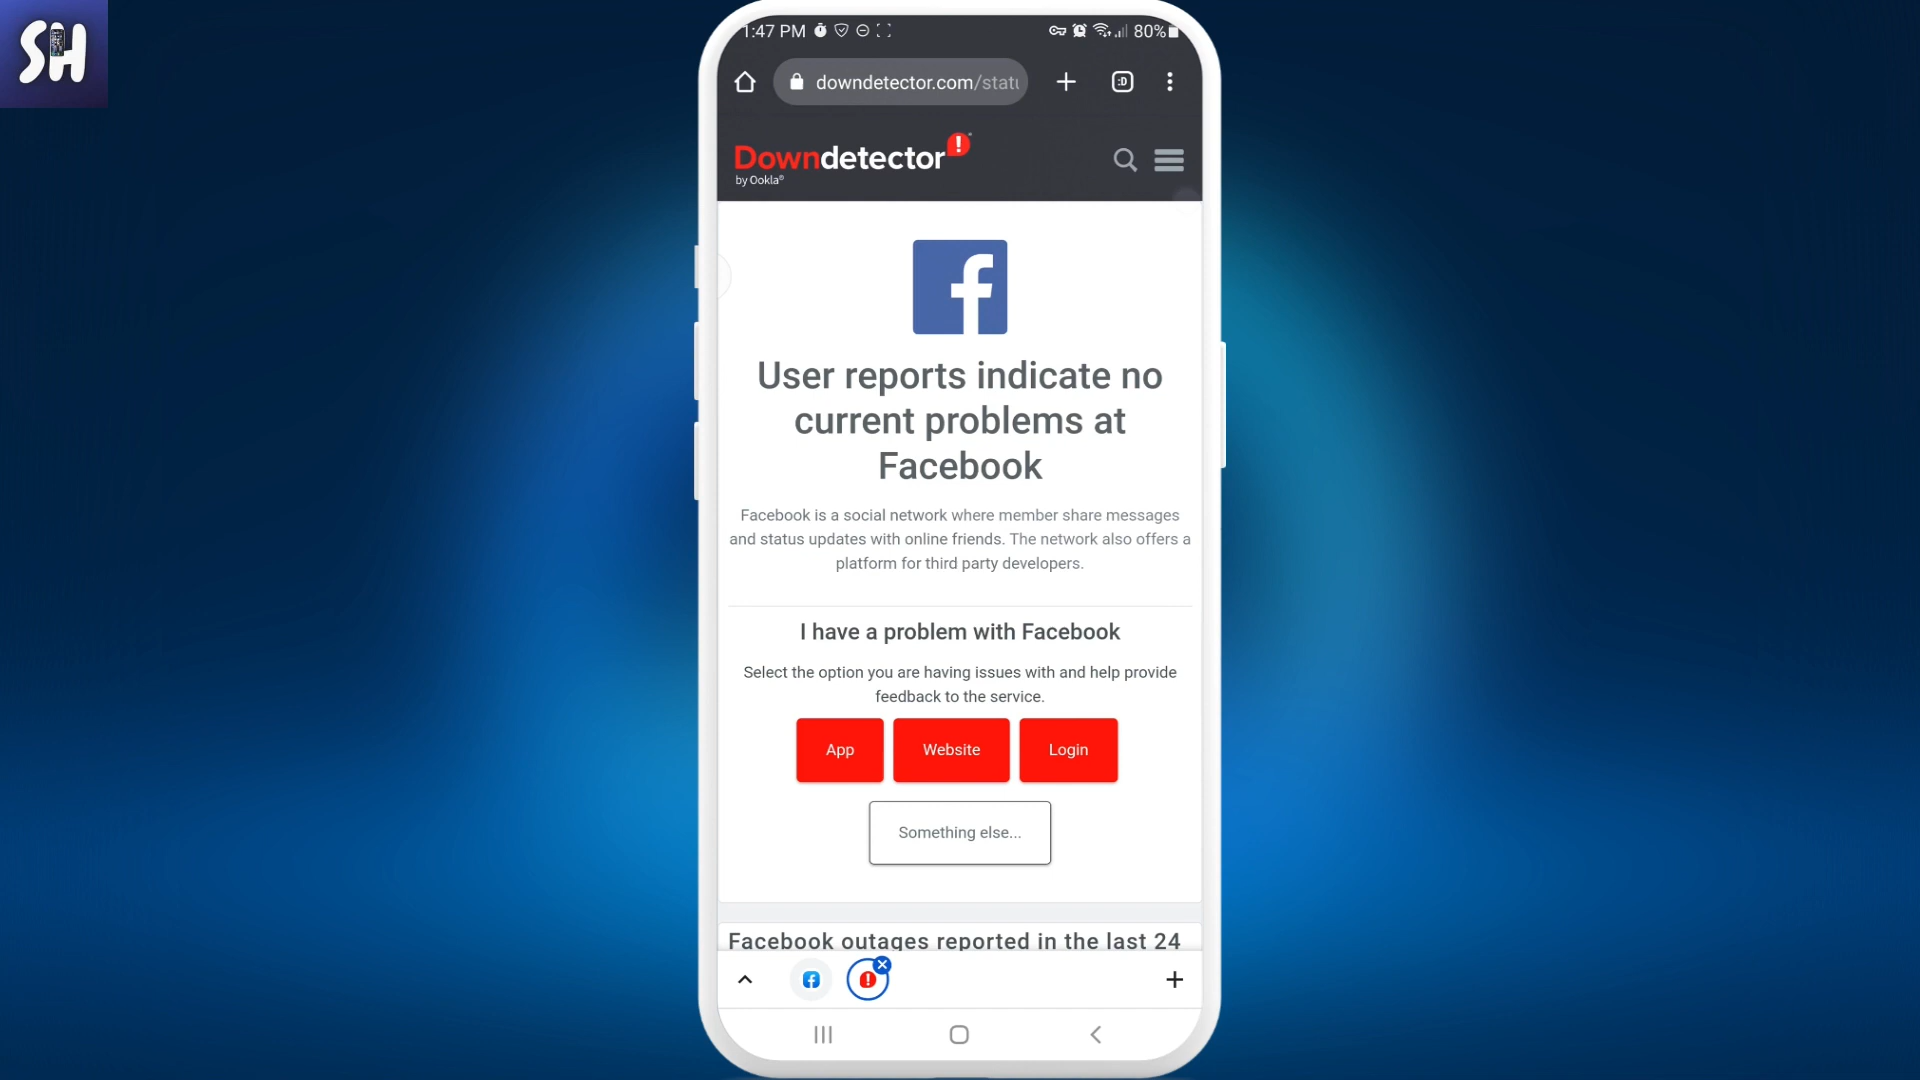 SH
1:47 PM 80%
downdetector.com/statu
:D
Downdetector!
by Ookla®
User reports indicate no
current problems at
Facebook
Facebook is a social network where member share messages
and status updates with online friends. The network also offers a
platform for third party developers.
I have a problem with Facebook
Select the option you are having issues with and help provide
feedback to the service.
App Website Login
Something else...
Facebook outages reported in the last 24